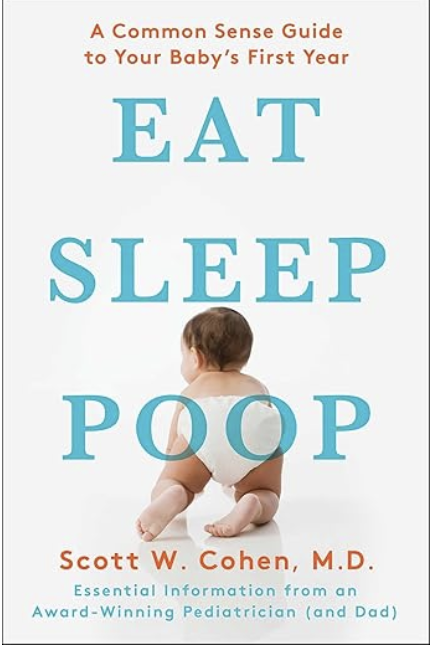 A Common Sense Guide
to Your Baby's First Year
EAT
SLEEP
POOP
Scott W. Cohen, M.D.
Essential Information from an
Award-Winning Pediatrician (and Dad)